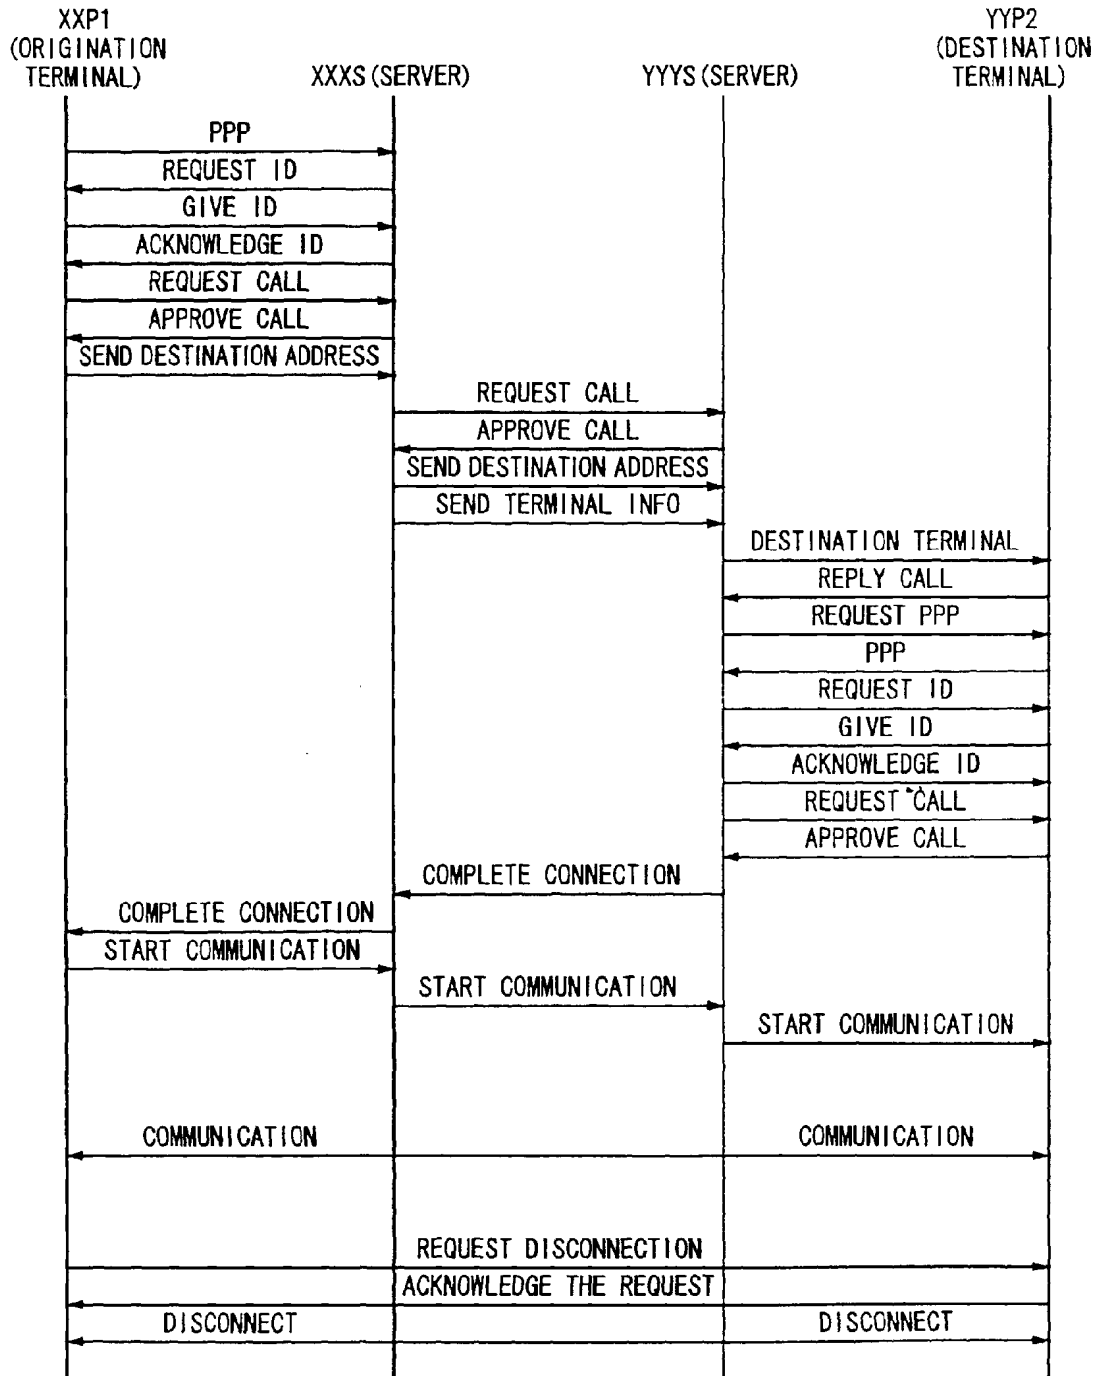 XXP1
(ORIGINATION
TERMINAL)
XXXS (SERVER)
YYYS (SERVER)
YYP2
(DESTINATION
TERMINAL)
PPP
REQUEST ID
GIVE ID
ACKNOWLEDGE ID
REQUEST CALL
APPROVE CALL
SEND DESTINATION ADDRESS
REQUEST CALL
APPROVE CALL
SEND DESTINATION ADDRESS
SEND TERMINAL INFO
DESTINATION TERMINAL
REPLY CALL
REQUEST PPP
PPP
REQUEST ID
GIVE ID
ACKNOWLEDGE ID
REQUEST CALL
APPROVE CALL
COMPLETE CONNECTION
COMPLETE CONNECTION
START COMMUNICATION
START COMMUNICATION
START COMMUNICATION
COMMUNICATION
COMMUNICATION
REQUEST DISCONNECTION
ACKNOWLEDGE THE REQUEST
DISCONNECT
DISCONNECT